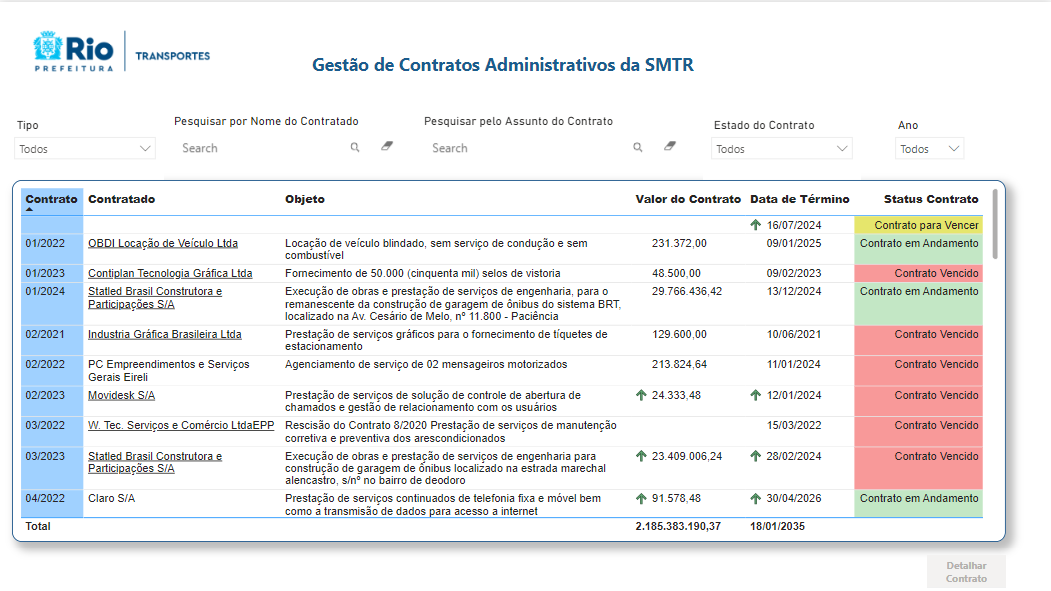 Rio
PREFEITURA
TRANSPORTES
Gestão de Contratos Administrativos da SMTR
Tipo
Todos
Pesquisar por Nome do Contratado
Search
Pesquisar pelo Assunto do Contrato
Search
Estado do Contrato
Todos
Ano
Todos
Contrato Contratado Objeto Valor do Contrato Data de Término Status Contrato
16/07/2024 Contrato para Vencer
01/2022 OBDI Locação de Veículo Ltda Locação de veículo blindado, sem serviço de condução e sem 231.372,00 09/01/2025 Contrato em Andamento
combustível
01/2023 Contiplan Tecnologia Gráfica Ltda Fornecimento de 50.000 (cinquenta mil) selos de vistoria 48.500,00 09/02/2023 Contrato Vencido
01/2024 Statled Brasil Construtora e Execução de obras e prestação de serviços de engenharia, para o 29.766.436,42 13/12/2024 Contrato em Andamento
Participações S/A remanescente da construção de garagem de ônibus do sistema BRT,
localizado na Av. Cesário de Melo, nº 11.800 - Paciência
02/2021 Industria Gráfica Brasileira Ltda Prestação de serviços gráficos para o fornecimento de tíquetes de 129.600,00 10/06/2021 Contrato Vencido
estacionamento
02/2022 PC Empreendimentos e Serviços Agenciamento de serviço de 02 mensageiros motorizados 213.824,64 11/01/2024 Contrato Vencido
Gerais Eireli
02/2023 Movidesk S/A Prestação de serviços de solução de controle de abertura de 24.333,48 12/01/2024 Contrato Vencido
chamados e gestão de relacionamento com os usuários
03/2022 W. Tec. Serviços e Comércio LtdaEPP Rescisão do Contrato 8/2020 Prestação de serviços de manutenção 15/03/2022 Contrato Vencido
corretiva e preventiva dos arescondicionados
03/2023 Statled Brasil Construtora e Execução de obras e prestação de serviços de engenharia para 23.409.006,24 28/02/2024 Contrato Vencido
Participações S/A construção de garagem de ônibus localizado na estrada marechal
alencastro, s/nº no bairro de deodoro
04/2022 Claro S/A Prestação de serviços continuados de telefonia fixa e móvel bem 91.578,48 30/04/2026 Contrato em Andamento
como a transmisão de dados para acesso a internet
Total 2.185.383.190,37 18/01/2035
Detalhar
Contrato